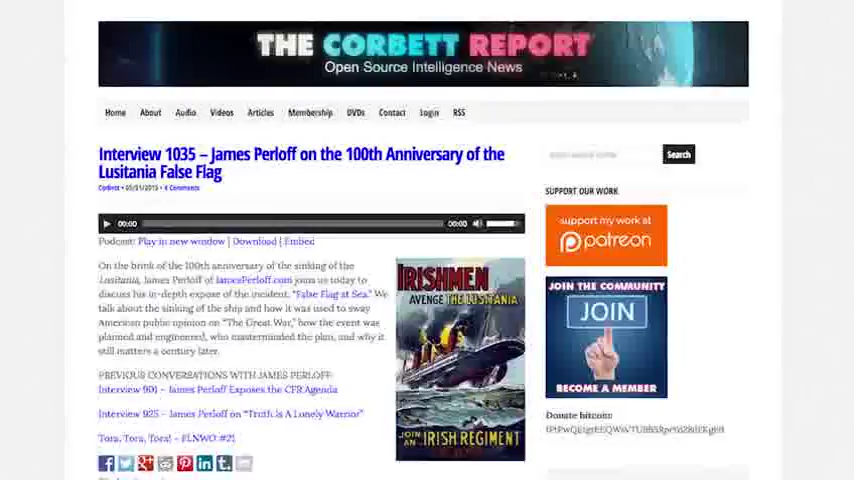 THE CORBETT REPORT
Open Source Intelligence News
Home About Audio Videos Articles Membership DVDs Contact Login RSS
Interview 1035 – James Perloff on the 100th Anniversary of the
Lusitania False Flag
Corbett • 05/01/2015 • 4 Comments
00:00 00:00
Podcast: Play in new window | Download | Embed
On the brink of the 100th anniversary of the sinking of the
Lusitania, James Perloff of JamesPerloff.com joins us today to
discuss his in-depth expose of the incident, "False Flag at Sea." We
talk about the sinking of the ship and how it was used to sway
American public opinion on "The Great War," how the event was
planned and engineered, who masterminded the plan, and why it
still matters a century later.
PREVIOUS CONVERSATIONS WITH JAMES PERLOFF:
Interview 901 – James Perloff Exposes the CFR Agenda
Interview 925 – James Perloff on "Truth is A Lonely Warrior"
Tora, Tora, Tora! – FLNWO #21
IRISHMEN
AVENGE THE LUSITANIA
JOIN AN IRISH REGIMENT
Search
SUPPORT OUR WORK
support my work at
patreon
JOIN THE COMMUNITY
JOIN
BECOME A MEMBER
Donate bitcoin: